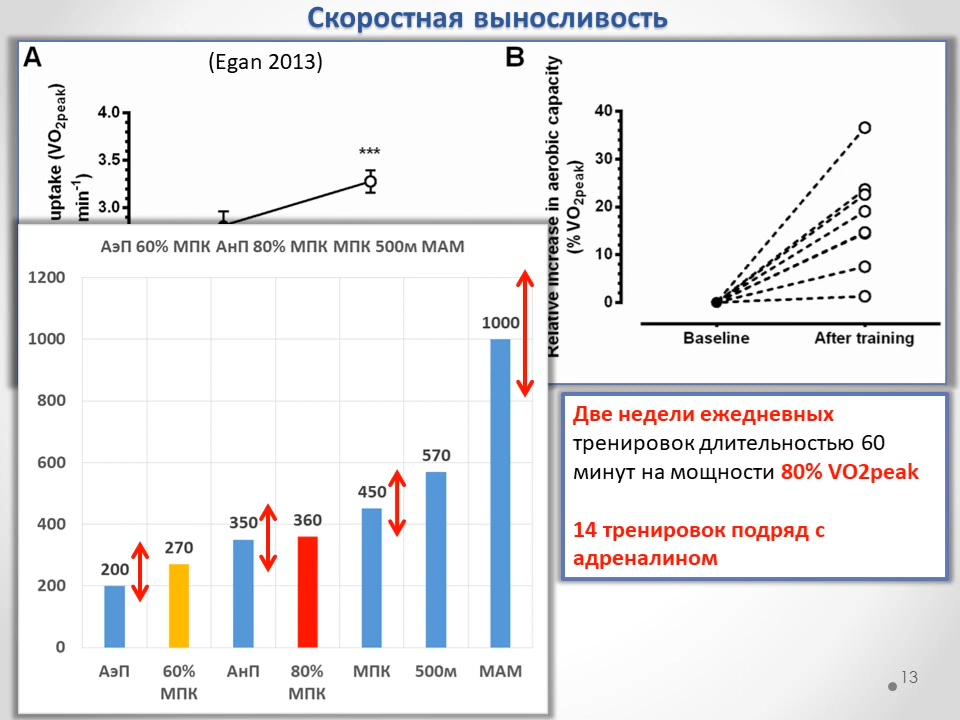 Скоростная выносливость
A
(Egan 2013)
uptake (VO2peak)
min-1)
4.0
3.5
3.0
***
B
Relative increase in aerobic capacity
(% VO2peak)
40
30
20
10
0
Baseline
After training
АэП 60% МПК АнП 80% МПК МПК 500м МАМ
1200
1000
800
600
400
200
0
200
270
350
360
450
570
1000
АэП
60%
МПК
АнП
80%
МПК
МПК
500м
МАМ
Две недели ежедневных
тренировок длительностью 60
минут на мощности 80% VO2peak
14 тренировок подряд с
адреналином
13